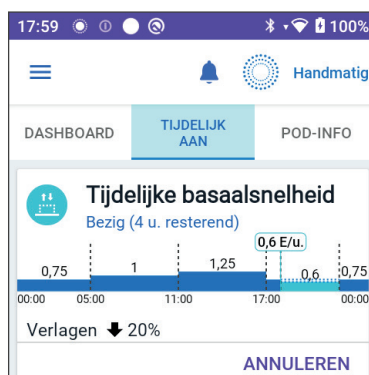 17:59 100%
Handmatig
DASHBOARD TIJDELIJK AAN POD-INFO
Tijdelijke basaalsnelheid
Bezig (4 u. resterend)
0,6 E/u.
0,75 1 1,25 0,6 0,75
00:00 05:00 11:00 17:00 00:00
Verlagen 20%
ANNULEREN